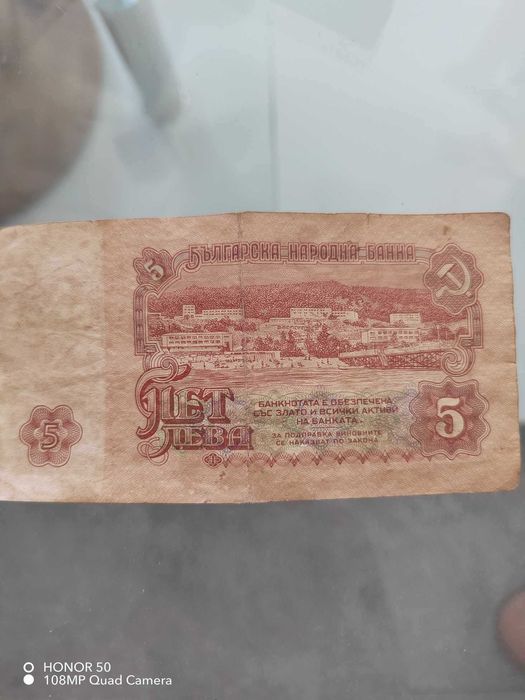 БЪЛГАРСКА НАРОДНА БАНКА
5
ПЕТ
ЛЕВА
БАНКНОТАТА Е ОБЕЗПЕЧЕНА
СЪС ЗЛАТО И ВСИЧКИ АКТИВИ
НА БАНКАТА
ЗА ПОДПРАВКА ВИНОВНИТЕ
СЕ НАКАЗВАТ ПО ЗАКОНА
5
5
HONOR 50
108MP Quad Camera